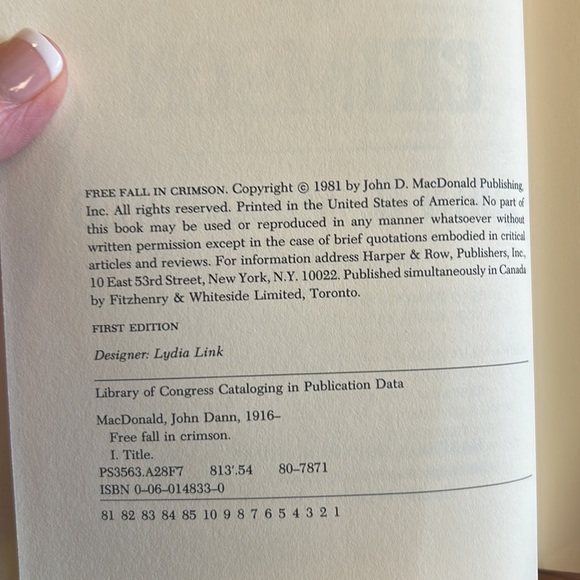 FREE FALL IN CRIMSON. Copyright © 1981 by John D. MacDonald Publishing,
Inc. All rights reserved. Printed in the United States of America. No part of
this book may be used or reproduced in any manner whatsoever without
written permission except in the case of brief quotations embodied in critical
articles and reviews. For information address Harper & Row, Publishers, Inc.,
10 East 53rd Street, New York, N.Y. 10022. Published simultaneously in Canada
by Fitzhenry & Whiteside Limited, Toronto.
FIRST EDITION
Designer: Lydia Link
Library of Congress Cataloging in Publication Data
MacDonald, John Dann, 1916–
Free fall in crimson.
I. Title.
PS3563.A28F7 813'.54 80-7871
ISBN 0-06-014833-0
81 82 83 84 85 10 9 8 7 6 5 4 3 2 1